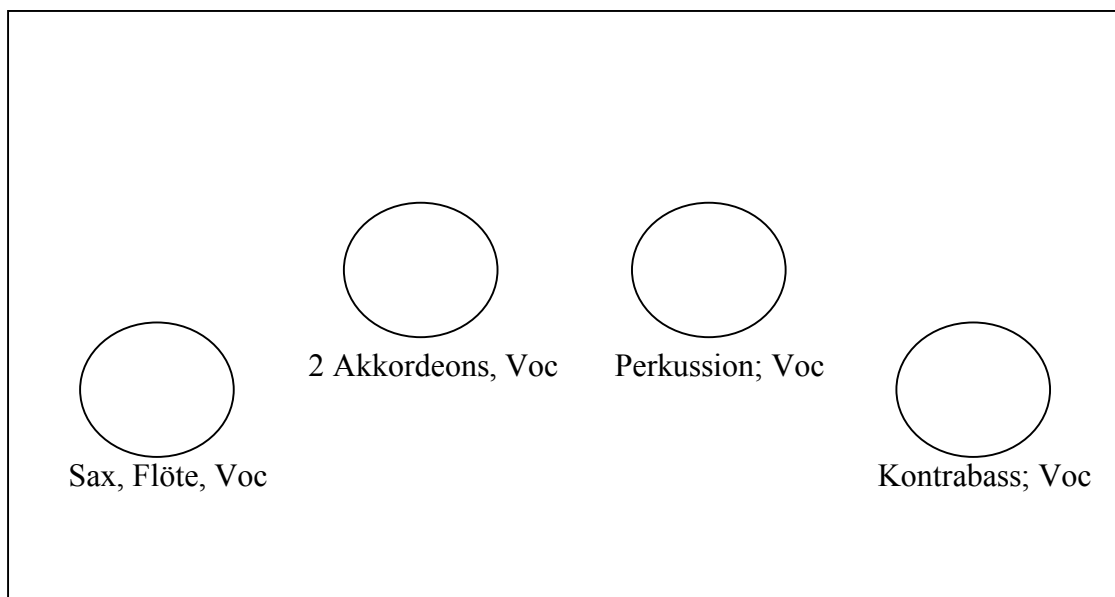 2 Akkordeons, Voc
Perkussion; Voc
Sax, Flöte, Voc
Kontrabass; Voc